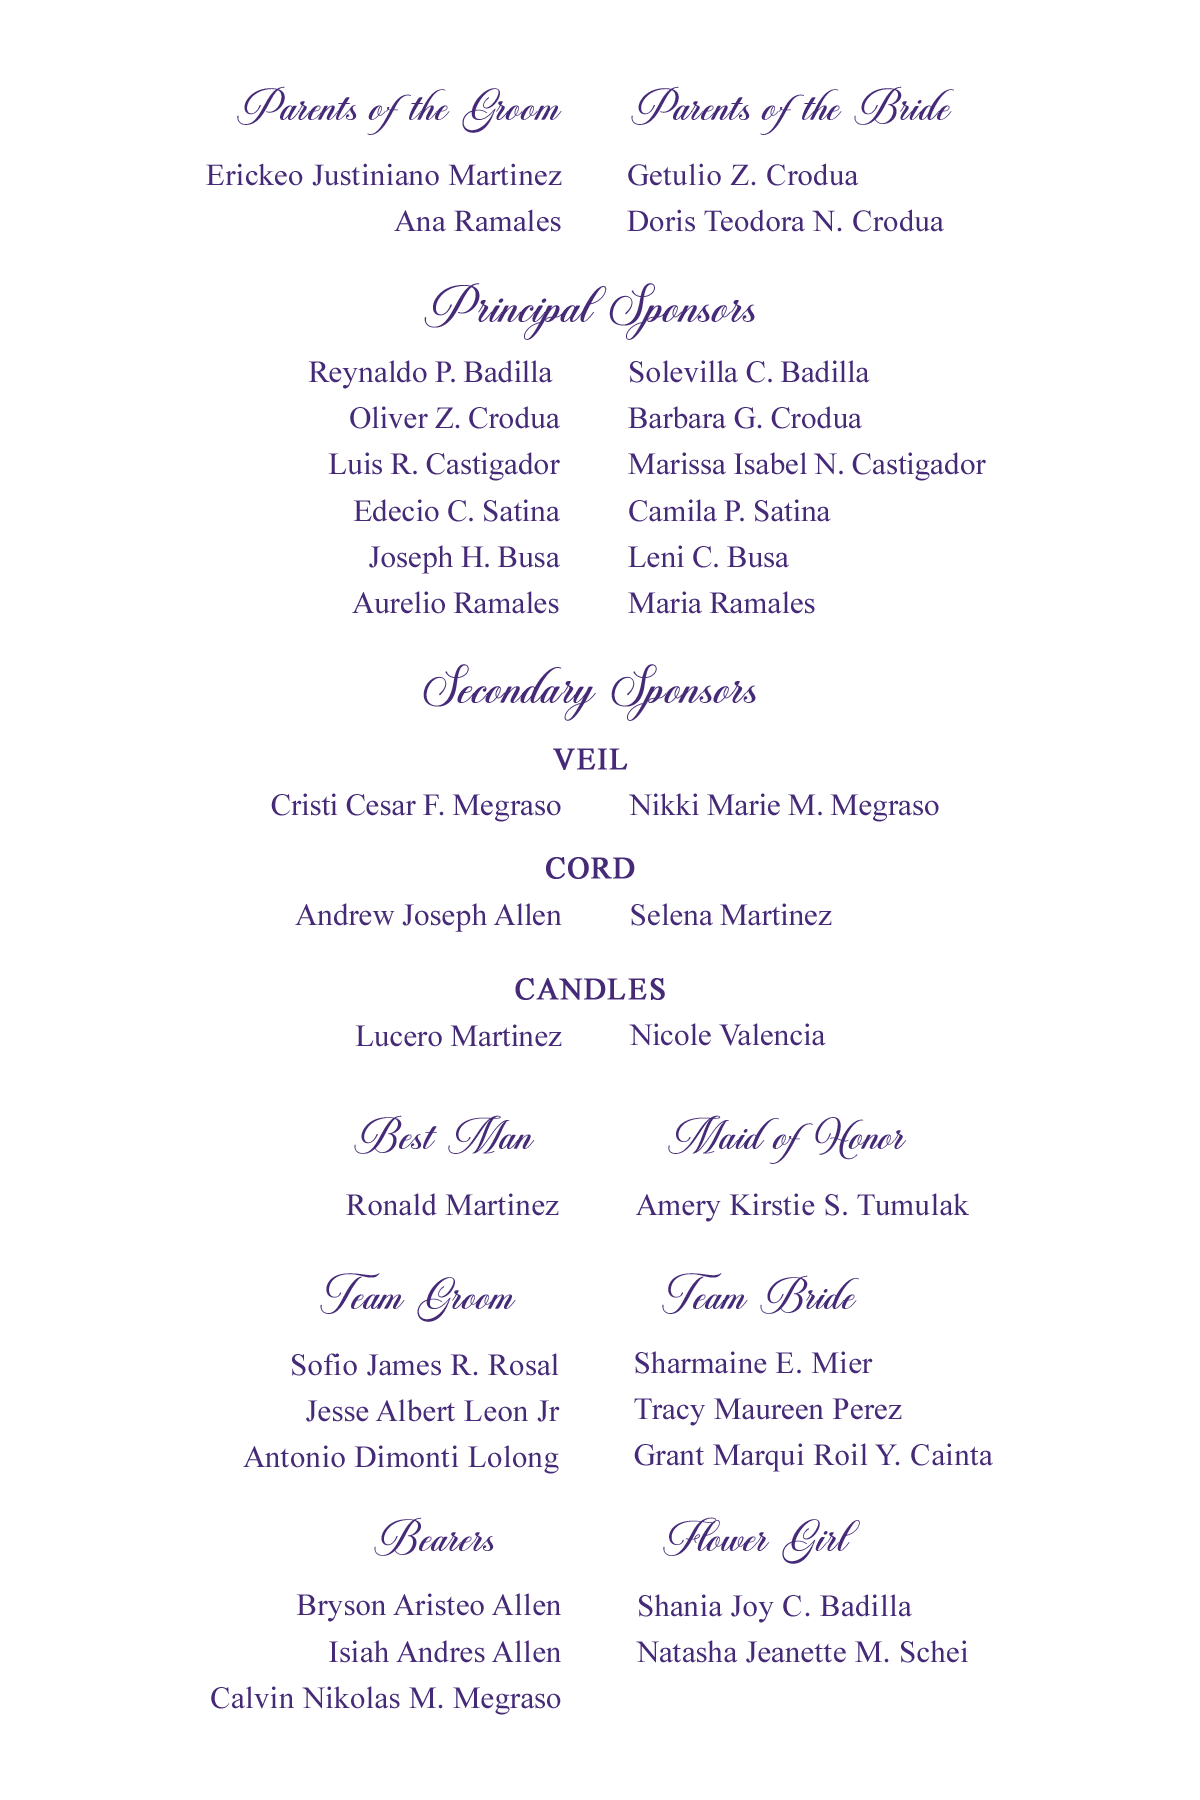 Parents of the Groom Parents of the Bride
Erickeo Justiniano Martinez Getulio Z. Crodua
Ana Ramales Doris Teodora N. Crodua
Principal Sponsors
Reynaldo P. Badilla Solevilla C. Badilla
Oliver Z. Crodua Barbara G. Crodua
Luis R. Castigador Marissa Isabel N. Castigador
Edecio C. Satina Camila P. Satina
Joseph H. Busa Leni C. Busa
Aurelio Ramales Maria Ramales
Secondary Sponsors
VEIL
Cristi Cesar F. Megraso Nikki Marie M. Megraso
CORD
Andrew Joseph Allen Selena Martinez
CANDLES
Lucero Martinez Nicole Valencia
Best Man Maid of Honor
Ronald Martinez Amery Kirstie S. Tumulak
Team Groom Team Bride
Sofio James R. Rosal Sharmaine E. Mier
Jesse Albert Leon Jr Tracy Maureen Perez
Antonio Dimonti Lolong Grant Marqui Roil Y. Cainta
Bearers Flower Girl
Bryson Aristeo Allen Shania Joy C. Badilla
Isiah Andres Allen Natasha Jeanette M. Schei
Calvin Nikolas M. Megraso